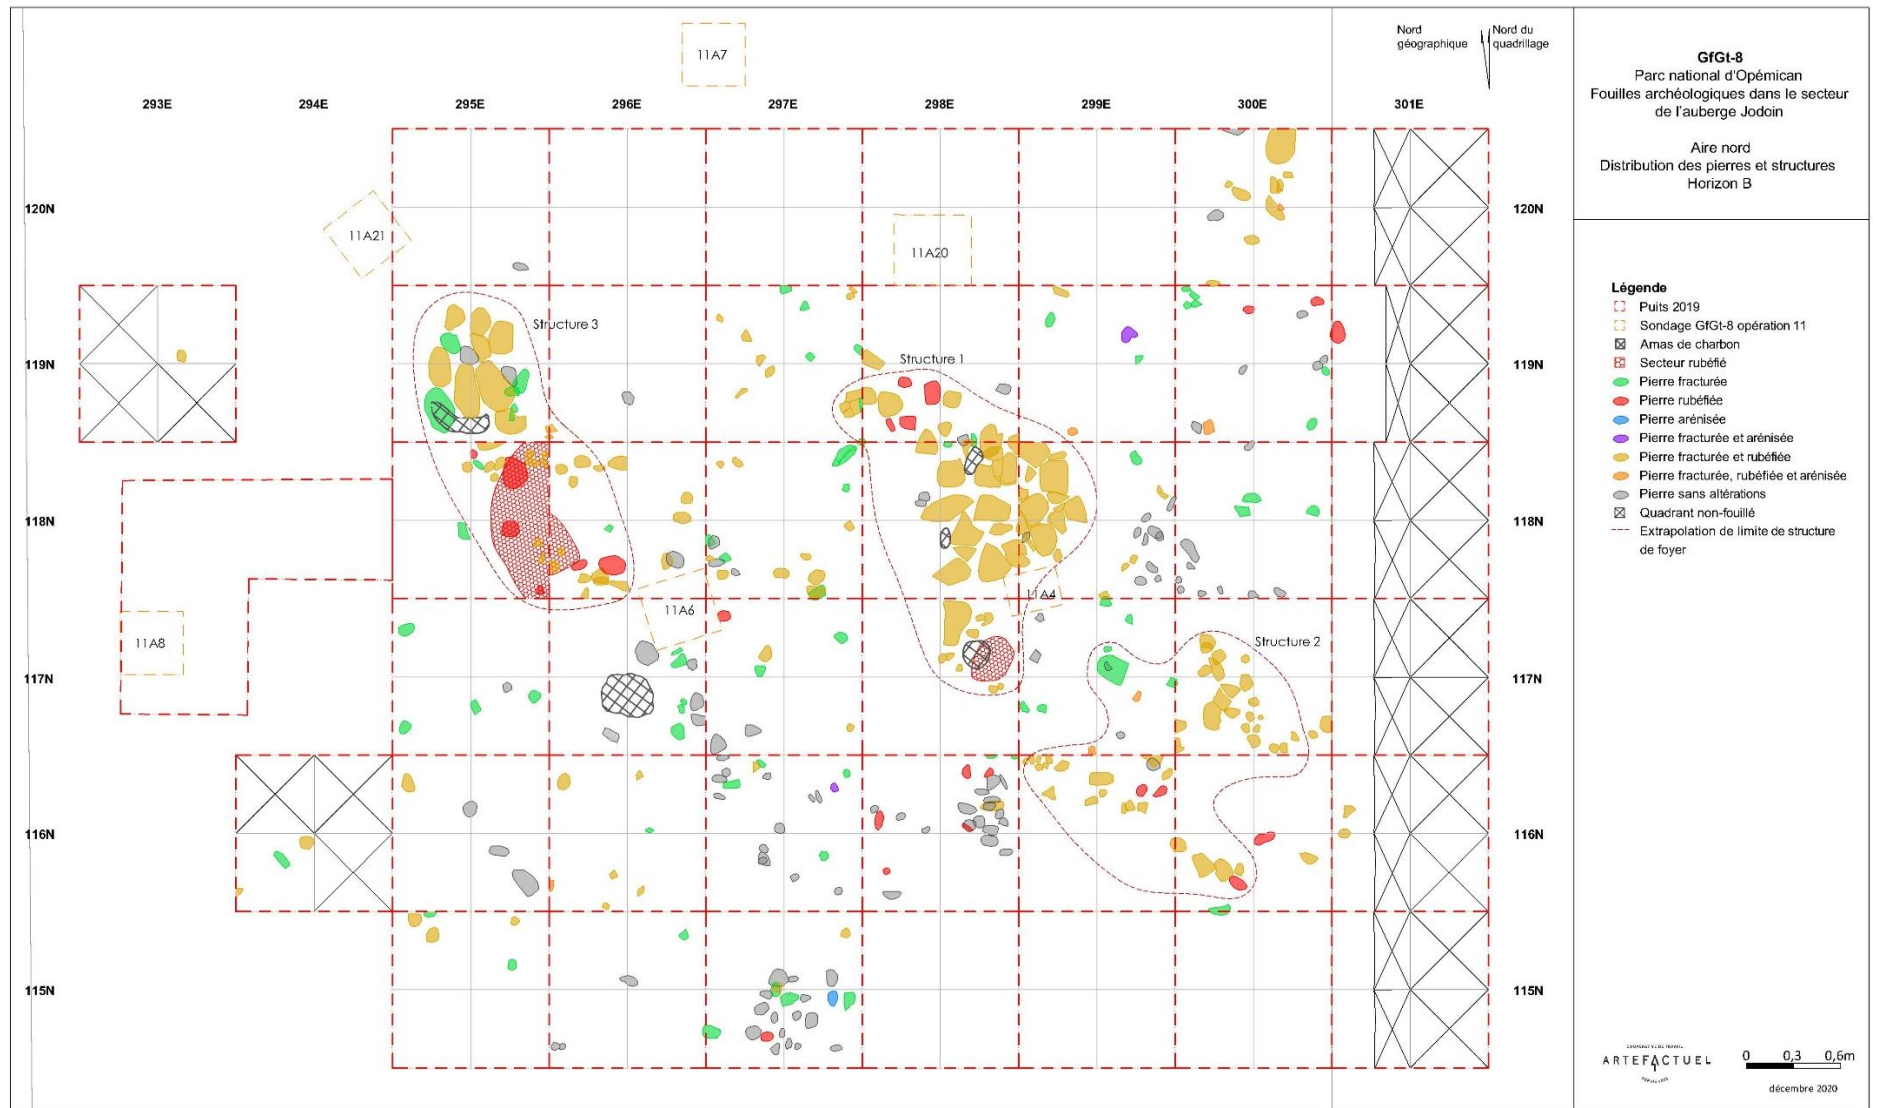 11A7
Nord
géographique
Nord du
quadrillage
293E
294E
295E
296E
297E
298E
299E
300E
301E
120N
120N
11A21
11A20
Structure 3
Structure 1
119N
119N
118N
118N
11A6
11A4
11A8
Structure 2
117N
117N
116N
116N
115N
115N
GfGt-8
Parc national d'Opémican
Fouilles archéologiques dans le secteur
de l'auberge Jodoin
Aire nord
Distribution des pierres et structures
Horizon B
Légende
Puits 2019
Sondage GfGt-8 opération 11
Amas de charbon
Secteur rubéfié
Pierre fracturée
Pierre rubéfiée
Pierre arénisée
Pierre fracturée et arénisée
Pierre fracturée et rubéfiée
Pierre fracturée, rubéfiée et arénisée
Pierre sans altérations
Quadrant non-fouillé
Extrapolation de limite de structure
de foyer
COOPÉRATIVE DE TRAVAIL
ARTEFACTUEL
0 0,3 0,6m
décembre 2020